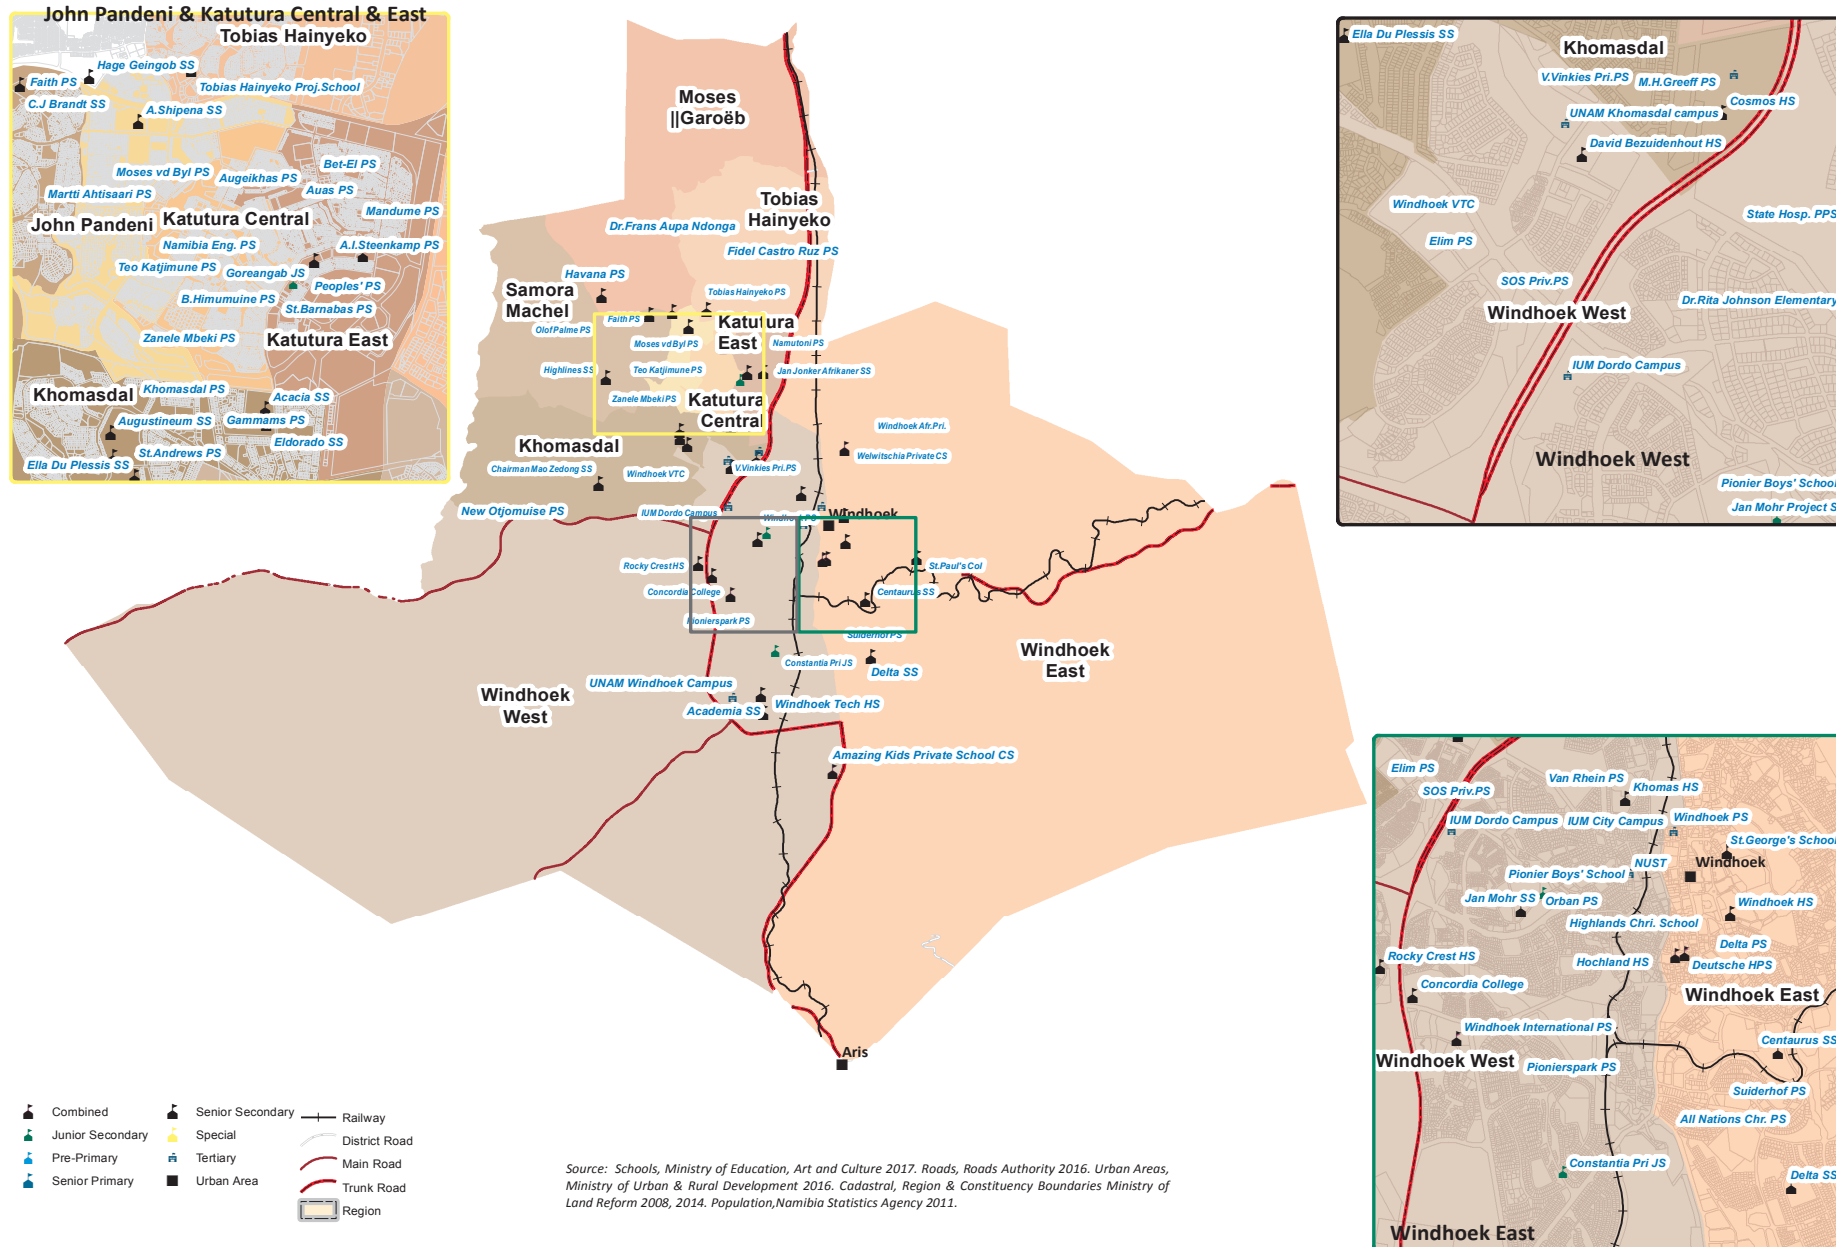 John Pandeni & Katutura Central & East
Tobias Hainyeko
Hage Geingob SS
Faith PS
Tobias Hainyeko Proj.School
C.J Brandt SS
A.Shipena SS
Bet-El PS
Moses vd Byl PS
Augeikhas PS
Auas PS
Martti Ahtisaari PS
Mandume PS
John Pandeni
Katutura Central
Namibia Eng. PS
A.I.Steenkamp PS
Teo Katjimune PS
Goreangab JS
Peoples' PS
B.Himumuine PS
St.Barnabas PS
Zanele Mbeki PS
Katutura East
Khomasdal
Khomasdal PS
Acacia SS
Augustineum SS
Gammams PS
Eldorado SS
St.Andrews PS
Ella Du Plessis SS
Moses
||Garoëb
Tobias
Hainyeko
Dr.Frans Aupa Ndonga
Fidel Castro Ruz PS
Havana PS
Samora
Machel
Tobias Hainyeko PS
Faith PS
Olof Palme PS
Katutura
East
Moses vd Byl PS
Namutoni PS
Highlines SS
Teo Katjimune PS
Jan Jonker Afrikaner SS
Zanele Mbeki PS
Katutura
Central
Windhoek Afr.Pri.
Khomasdal
Welwitschia Private CS
Chairman Mao Zedong SS
Windhoek VTC
V.Vinkies Pri.PS
New Otjomuise PS
IUM Dordo Campus
Windhoek PS
Windhoek
Rocky Crest HS
St.Paul's Col
Concordia College
Centaurus SS
Pionierspark PS
Suiderhof PS
Constantia Pri JS
Delta SS
Windhoek
East
UNAM Windhoek Campus
Windhoek
West
Academia SS
Windhoek Tech HS
Amazing Kids Private School CS
Aris
Ella Du Plessis SS
Khomasdal
V.Vinkies Pri.PS
M.H.Greeff PS
Cosmos HS
UNAM Khomasdal campus
David Bezuidenhout HS
Windhoek VTC
State Hosp. PPS
Elim PS
SOS Priv.PS
Dr.Rita Johnson Elementary
Windhoek West
IUM Dordo Campus
Windhoek West
Pionier Boys' School
Jan Mohr Project S
Elim PS
Van Rhein PS
SOS Priv.PS
Khomas HS
IUM Dordo Campus
IUM City Campus
Windhoek PS
St.George's School
NUST
Windhoek
Pionier Boys' School
Jan Mohr SS
Orban PS
Windhoek HS
Highlands Chri. School
Delta PS
Rocky Crest HS
Hochland HS
Deutsche HPS
Concordia College
Windhoek East
Windhoek International PS
Centaurus SS
Windhoek West
Pionierspark PS
Suiderhof PS
All Nations Chr. PS
Constantia Pri JS
Delta SS
Windhoek East
Combined
Senior Secondary
Railway
Junior Secondary
Special
District Road
Pre-Primary
Tertiary
Main Road
Senior Primary
Urban Area
Trunk Road
Region
Source: Schools, Ministry of Education, Art and Culture 2017. Roads, Roads Authority 2016. Urban Areas,
Ministry of Urban & Rural Development 2016. Cadastral, Region & Constituency Boundaries Ministry of
Land Reform 2008, 2014. Population,Namibia Statistics Agency 2011.